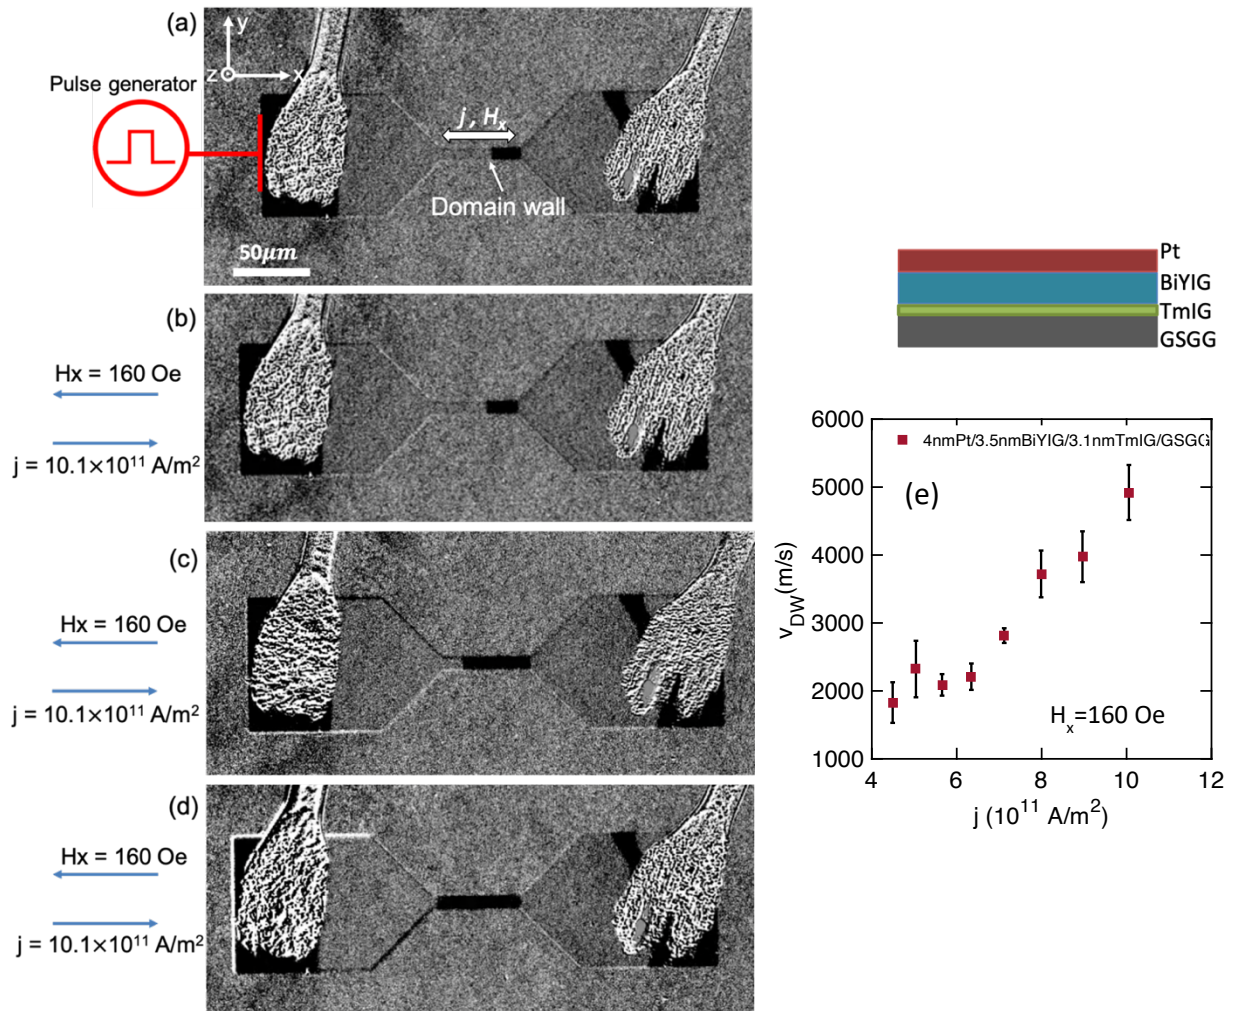 (a)
y
z
x
Pulse generator
j , Hₓ
Domain wall
50μm
(b)
Hx = 160 Oe
j = 10.1×10¹¹ A/m²
(c)
Hx = 160 Oe
j = 10.1×10¹¹ A/m²
(d)
Hx = 160 Oe
j = 10.1×10¹¹ A/m²
Pt
BiYIG
TmIG
GSGG
6000
5000
4000
3000
2000
1000
v_DW(m/s)
4nmPt/3.5nmBiYIG/3.1nmTmIG/GSGG
(e)
Hₓ=160 Oe
4 6 8 10 12
j (10¹¹ A/m²)